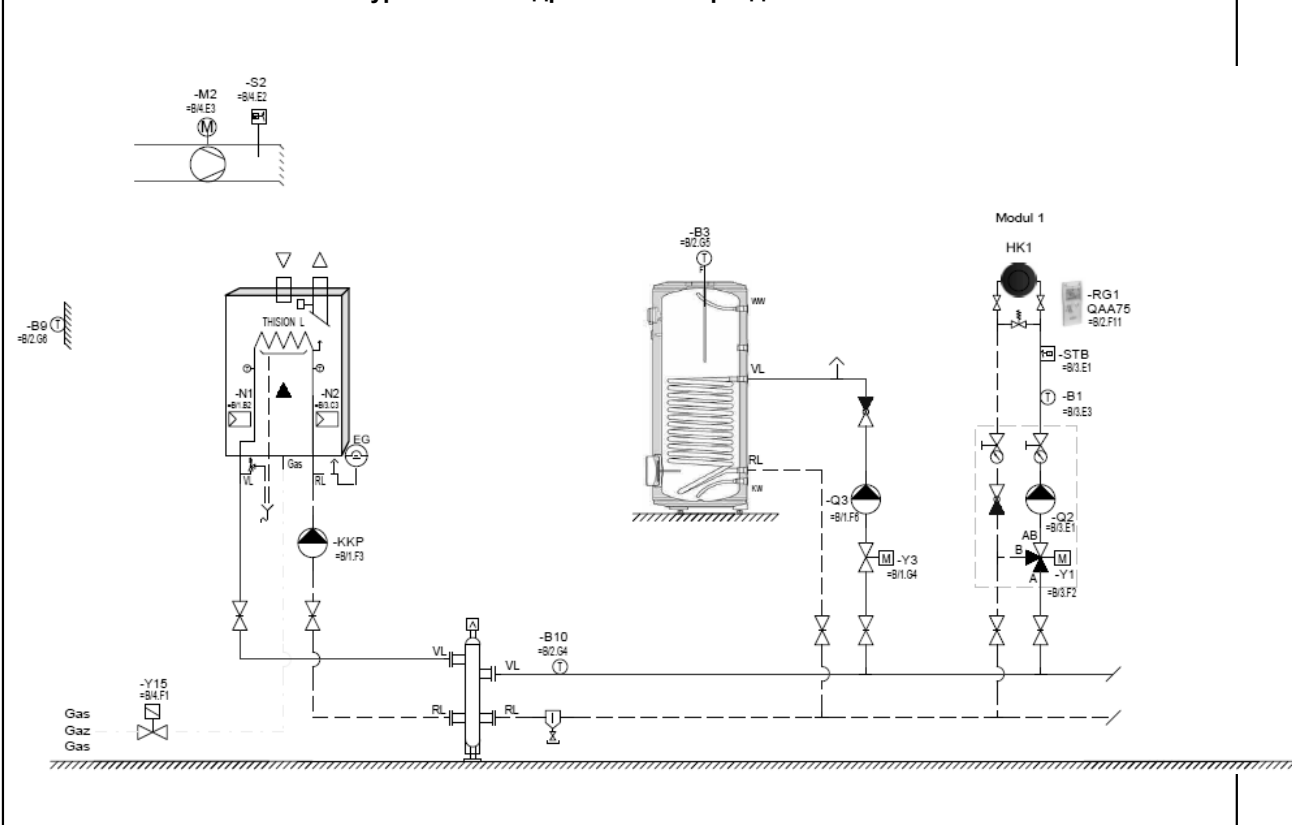 -M2
=B/4.E3
M
-S2
=B/4.E2
Modul 1
HK1
-B3
=B/2.G5
T
F
-RG1
QAA75
=B/2.F11
-B9
=B/2.G6
T
THISION L
WW
-STB
=B/3.E1
VL
-N1
=B/1.B2
-N2
=B/3.C3
-B1
=B/3.E3
T
EG
Gas
VL
RL
RL
KW
-Q3
=B/1.F6
-Q2
=B/3.E1
AB
B
M
A
-Y1
=B/3.F2
-KKP
=B/1.F3
M
-Y3
=B/1.G4
A
-B10
=B/2.G4
T
VL
VL
-Y15
=B/4.F1
RL
RL
Gas
Gaz
Gas